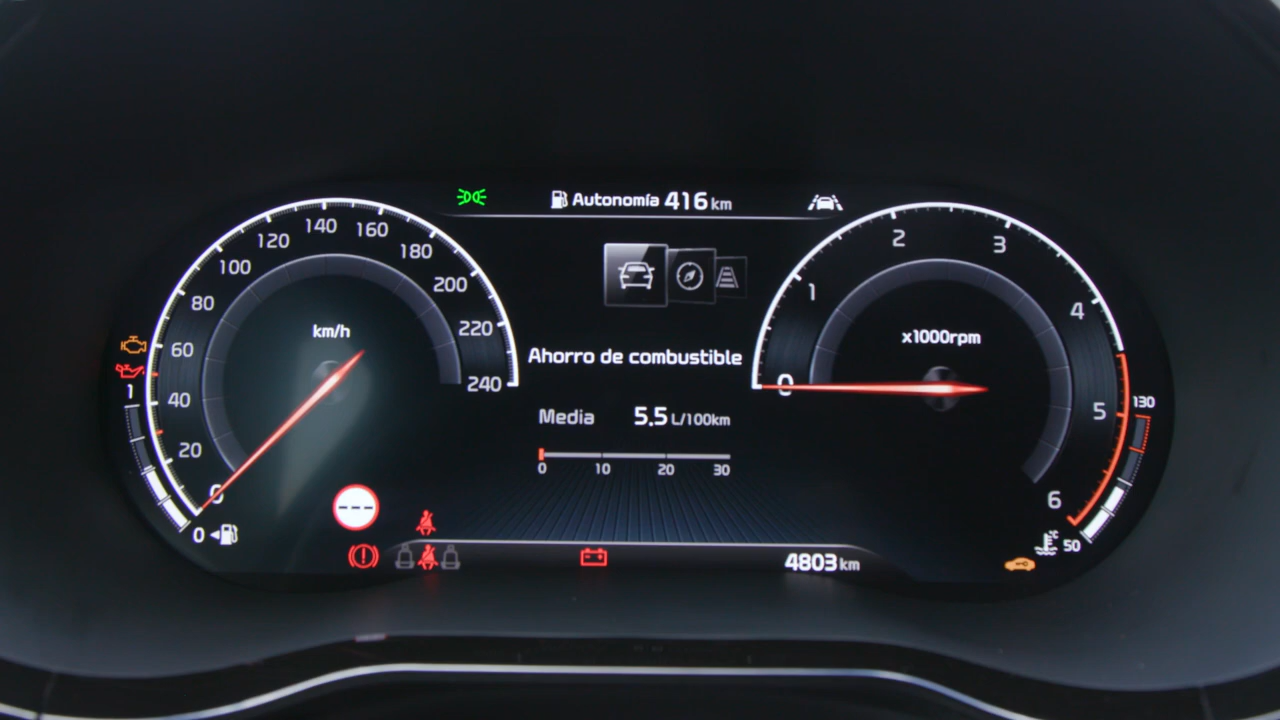 Autonomía 416 km
0 20 40 60 80 100 120 140 160 180 200 220 240
km/h
1
0
Ahorro de combustible
Media 5.5 L/100km
0 10 20 30
0 1 2 3 4 5 6
x1000rpm
130
50
°C
---
4803 km